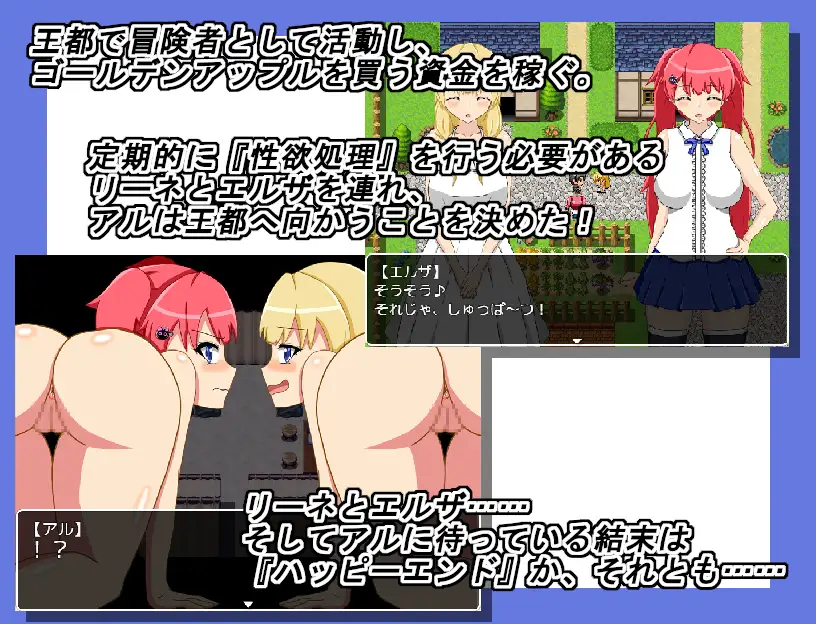 王都で冒険者として活動し、
ゴールデンアップルを買う資金を稼ぐ。
定期的に『性欲処理』を行う必要がある
リーネとエルザを連れ、
アルは王都へ向かうことを決めた！
【エルザ】
そうそう♪
それじゃ、しゅっぱ～つ！
【アル】
！？
リーネとエルザ……
そしてアルに待っている結末は
『ハッピーエンド』か、それとも……